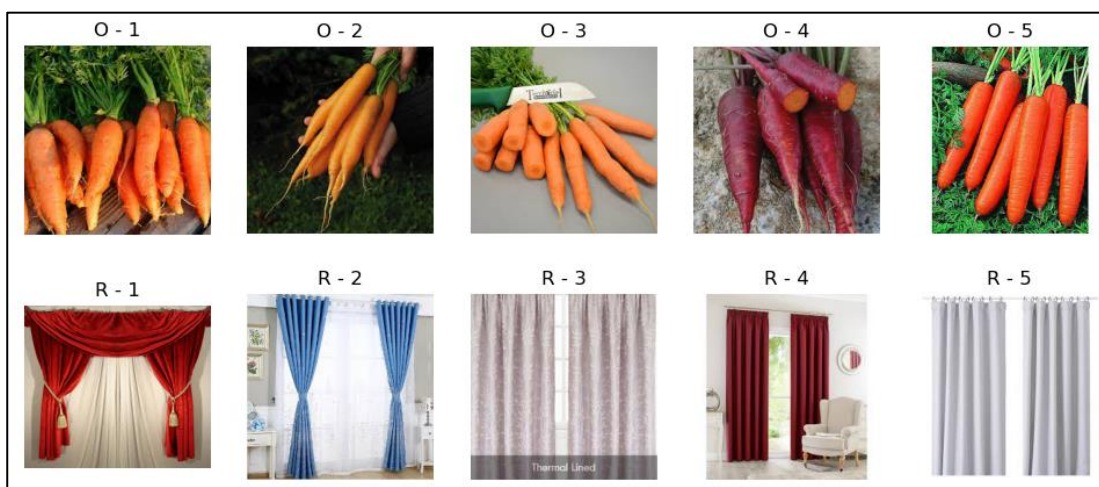 O - 1
O - 2
O - 3
O - 4
O - 5
R - 1
R - 2
R - 3
R - 4
R - 5
Thermal Lined